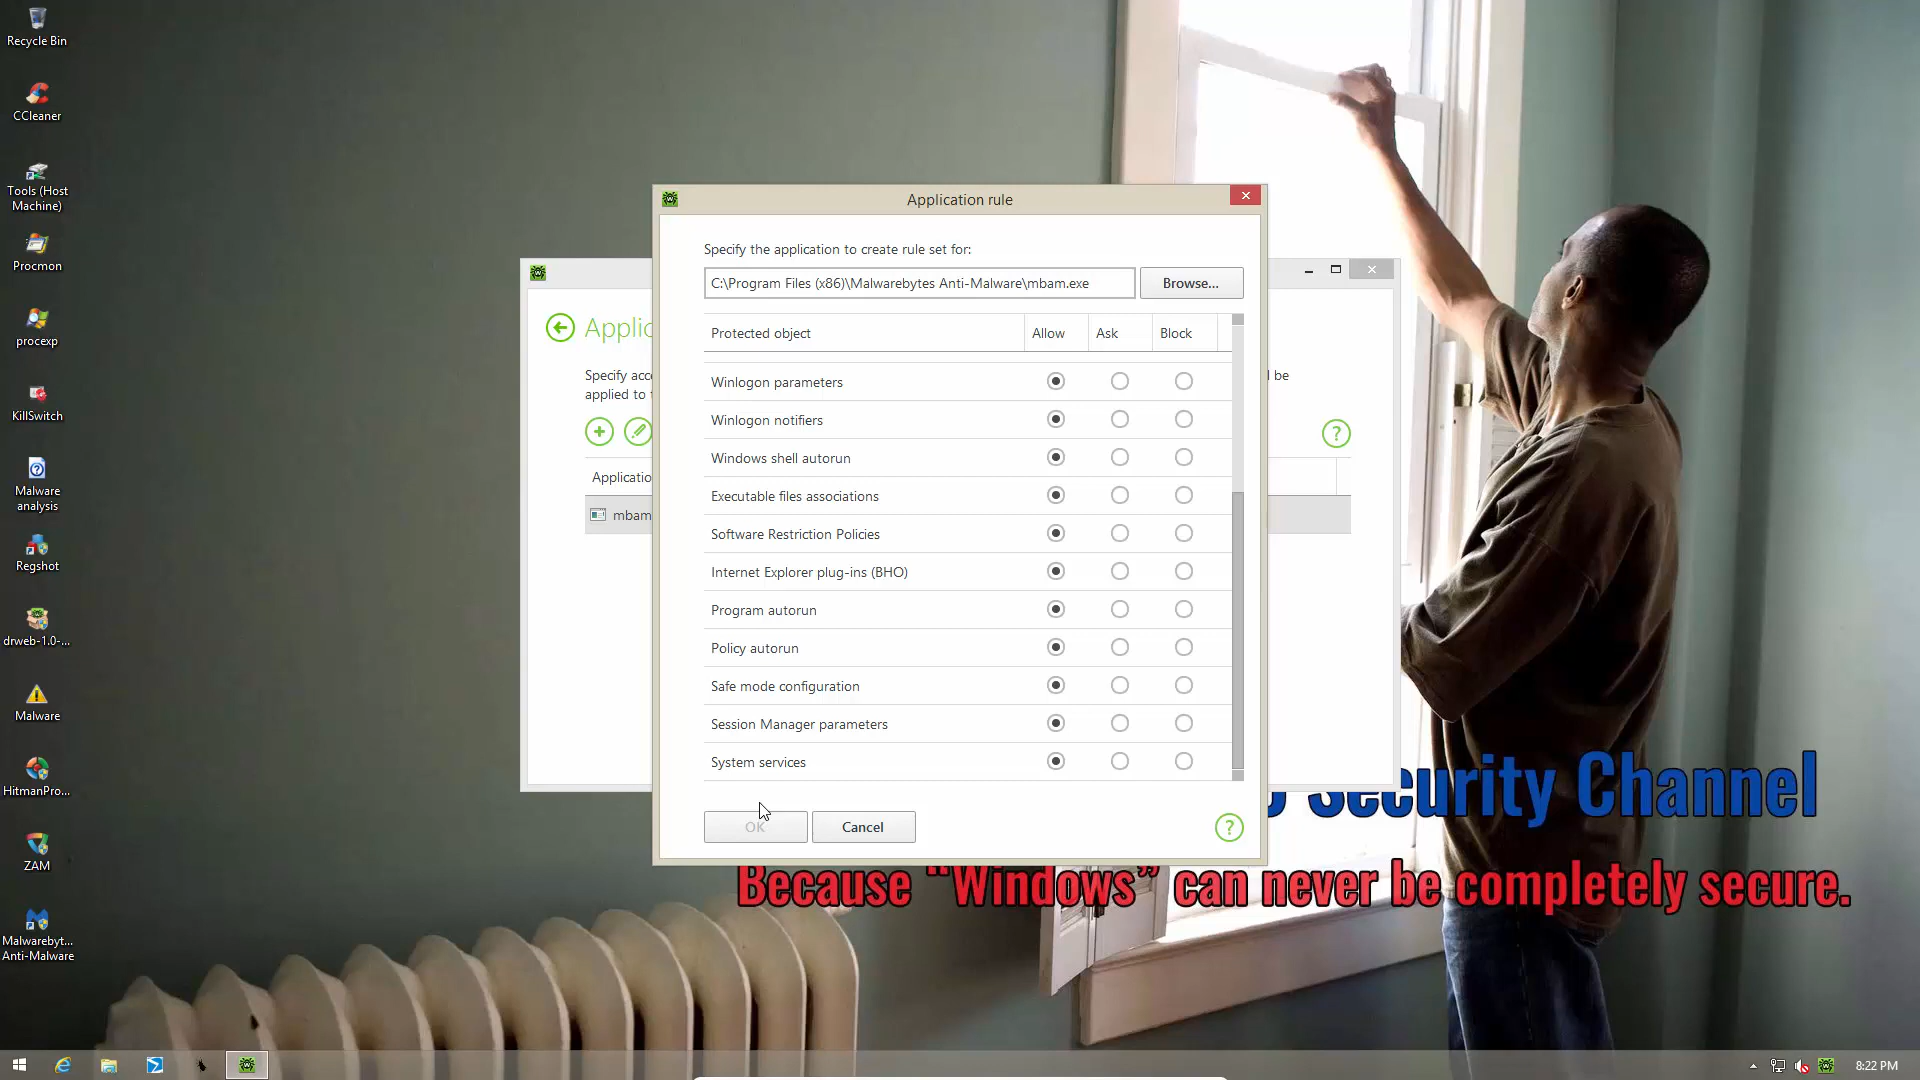 Recycle Bin
CCleaner
Tools (Host
Machine)
Procmon
procexp
KillSwitch
Malware
analysis
Regshot
drweb-1.0-...
Malware
HitmanPro...
ZAM
Malwarebyt...
Anti-Malware
Application rule
Specify the application to create rule set for:
C:\Program Files (x86)\Malwarebytes Anti-Malware\mbam.exe
Browse...
Protected object
Allow
Ask
Block
Winlogon parameters
Winlogon notifiers
Windows shell autorun
Executable files associations
Software Restriction Policies
Internet Explorer plug-ins (BHO)
Program autorun
Policy autorun
Safe mode configuration
Session Manager parameters
System services
OK
Cancel
?
Applic
Specify acc
l be
applied to
?
Applicatio
mbam
Security Channel
Because “Windows” can never be completely secure.
8:22 PM